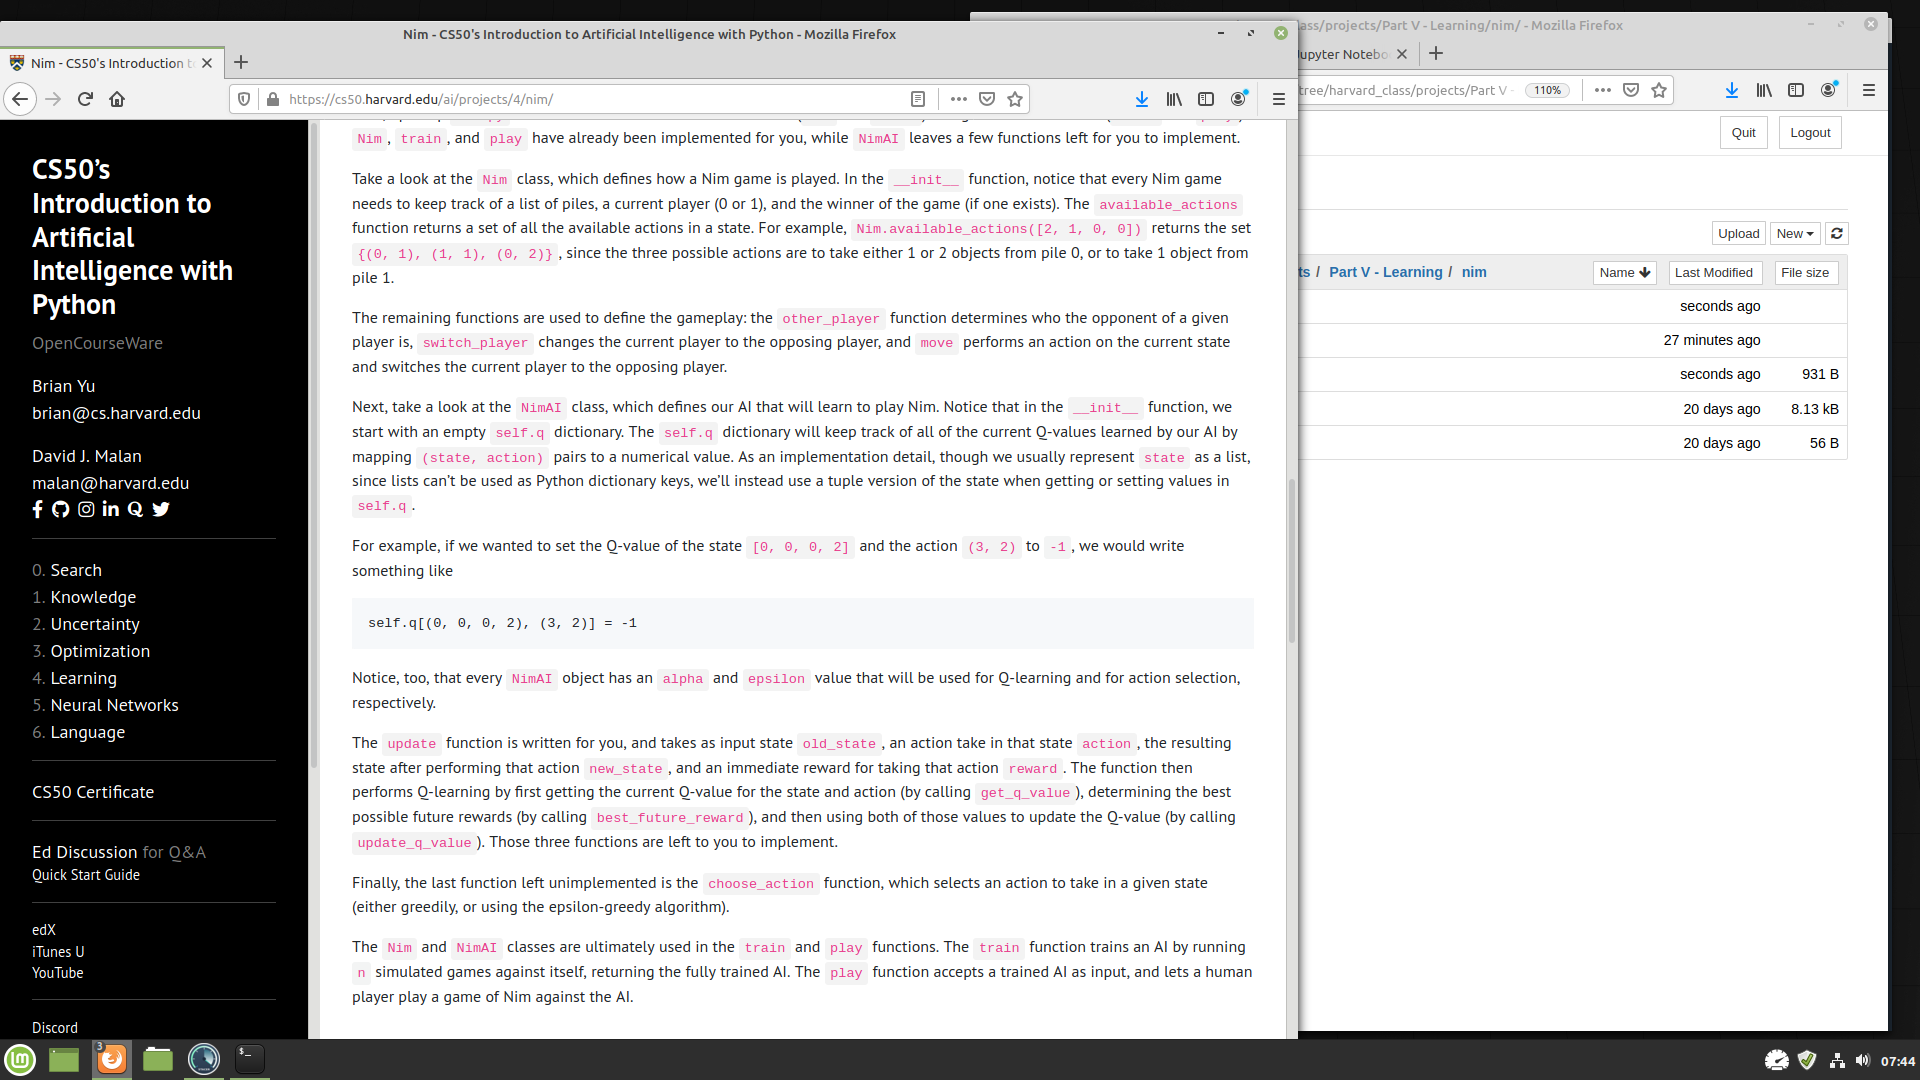 Nim - CS50's Introduction to Artificial Intelligence with Python - Mozilla Firefox
ass/projects/Part V - Learning/nim/ - Mozilla Firefox
Nim - CS50's Introduction t
upyter Notebo
https://cs50.harvard.edu/ai/projects/4/nim/
tree/harvard_class/projects/Part V
110%
Quit
Logout
Upload
New
ts / Part V - Learning / nim
Name
Last Modified
File size
seconds ago
27 minutes ago
seconds ago 931 B
20 days ago 8.13 kB
20 days ago 56 B
CS50’s
Introduction to
Artificial
Intelligence with
Python
OpenCourseWare
Brian Yu
brian@cs.harvard.edu
David J. Malan
malan@harvard.edu
0. Search
1. Knowledge
2. Uncertainty
3. Optimization
4. Learning
5. Neural Networks
6. Language
CS50 Certificate
Ed Discussion for Q&A
Quick Start Guide
edX
iTunes U
YouTube
Discord
Nim, train, and play have already been implemented for you, while NimAI leaves a few functions left for you to implement.
Take a look at the Nim class, which defines how a Nim game is played. In the __init__ function, notice that every Nim game
needs to keep track of a list of piles, a current player (0 or 1), and the winner of the game (if one exists). The available_actions
function returns a set of all the available actions in a state. For example, Nim.available_actions([2, 1, 0, 0]) returns the set
{(0, 1), (1, 1), (0, 2)}, since the three possible actions are to take either 1 or 2 objects from pile 0, or to take 1 object from
pile 1.
The remaining functions are used to define the gameplay: the other_player function determines who the opponent of a given
player is, switch_player changes the current player to the opposing player, and move performs an action on the current state
and switches the current player to the opposing player.
Next, take a look at the NimAI class, which defines our AI that will learn to play Nim. Notice that in the __init__ function, we
start with an empty self.q dictionary. The self.q dictionary will keep track of all of the current Q-values learned by our AI by
mapping (state, action) pairs to a numerical value. As an implementation detail, though we usually represent state as a list,
since lists can’t be used as Python dictionary keys, we’ll instead use a tuple version of the state when getting or setting values in
self.q.
For example, if we wanted to set the Q-value of the state [0, 0, 0, 2] and the action (3, 2) to -1, we would write
something like
self.q[(0, 0, 0, 2), (3, 2)] = -1
Notice, too, that every NimAI object has an alpha and epsilon value that will be used for Q-learning and for action selection,
respectively.
The update function is written for you, and takes as input state old_state, an action take in that state action, the resulting
state after performing that action new_state, and an immediate reward for taking that action reward. The function then
performs Q-learning by first getting the current Q-value for the state and action (by calling get_q_value), determining the best
possible future rewards (by calling best_future_reward), and then using both of those values to update the Q-value (by calling
update_q_value). Those three functions are left to you to implement.
Finally, the last function left unimplemented is the choose_action function, which selects an action to take in a given state
(either greedily, or using the epsilon-greedy algorithm).
The Nim and NimAI classes are ultimately used in the train and play functions. The train function trains an AI by running
n simulated games against itself, returning the fully trained AI. The play function accepts a trained AI as input, and lets a human
player play a game of Nim against the AI.
3
07:44